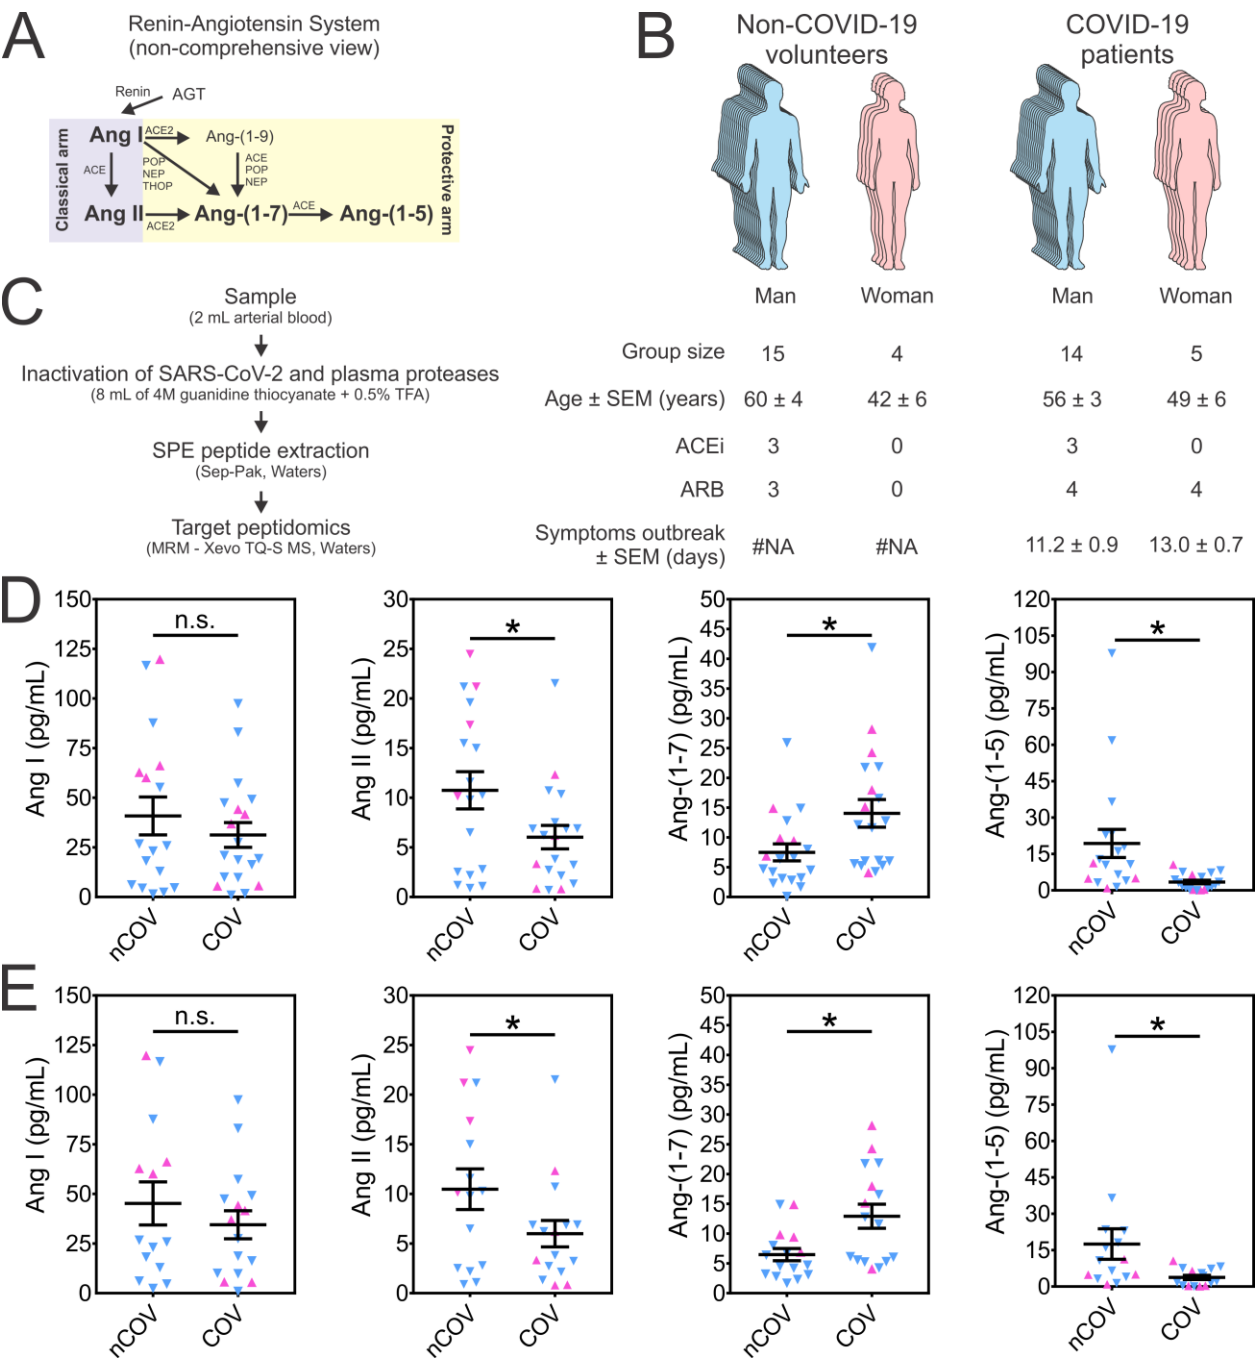 A
Renin-Angiotensin System
(non-comprehensive view)
Renin
AGT
Classical arm
Protective arm
Ang I
ACE2
Ang-(1-9)
ACE
POP
NEP
THOP
ACE
POP
NEP
Ang II
ACE2
Ang-(1-7)
ACE
Ang-(1-5)
B
Non-COVID-19
volunteers
COVID-19
patients
Man
Woman
Man
Woman
Group size 15 4 14 5
Age ± SEM (years) 60 ± 4 42 ± 6 56 ± 3 49 ± 6
ACEi 3 0 3 0
ARB 3 0 4 4
Symptoms outbreak
± SEM (days) #NA #NA 11.2 ± 0.9 13.0 ± 0.7
C
Sample
(2 mL arterial blood)
Inactivation of SARS-CoV-2 and plasma proteases
(8 mL of 4M guanidine thiocyanate + 0.5% TFA)
SPE peptide extraction
(Sep-Pak, Waters)
Target peptidomics
(MRM - Xevo TQ-S MS, Waters)
D
Ang I (pg/mL)
150
125
100
75
50
25
0
n.s.
nCOV
COV
Ang II (pg/mL)
30
25
20
15
10
5
0
*
nCOV
COV
Ang-(1-7) (pg/mL)
50
45
40
35
30
25
20
15
10
5
0
*
nCOV
COV
Ang-(1-5) (pg/mL)
120
105
90
75
60
45
30
15
0
*
nCOV
COV
E
Ang I (pg/mL)
150
125
100
75
50
25
0
n.s.
nCOV
COV
Ang II (pg/mL)
30
25
20
15
10
5
0
*
nCOV
COV
Ang-(1-7) (pg/mL)
50
45
40
35
30
25
20
15
10
5
0
*
nCOV
COV
Ang-(1-5) (pg/mL)
120
105
90
75
60
45
30
15
0
*
nCOV
COV